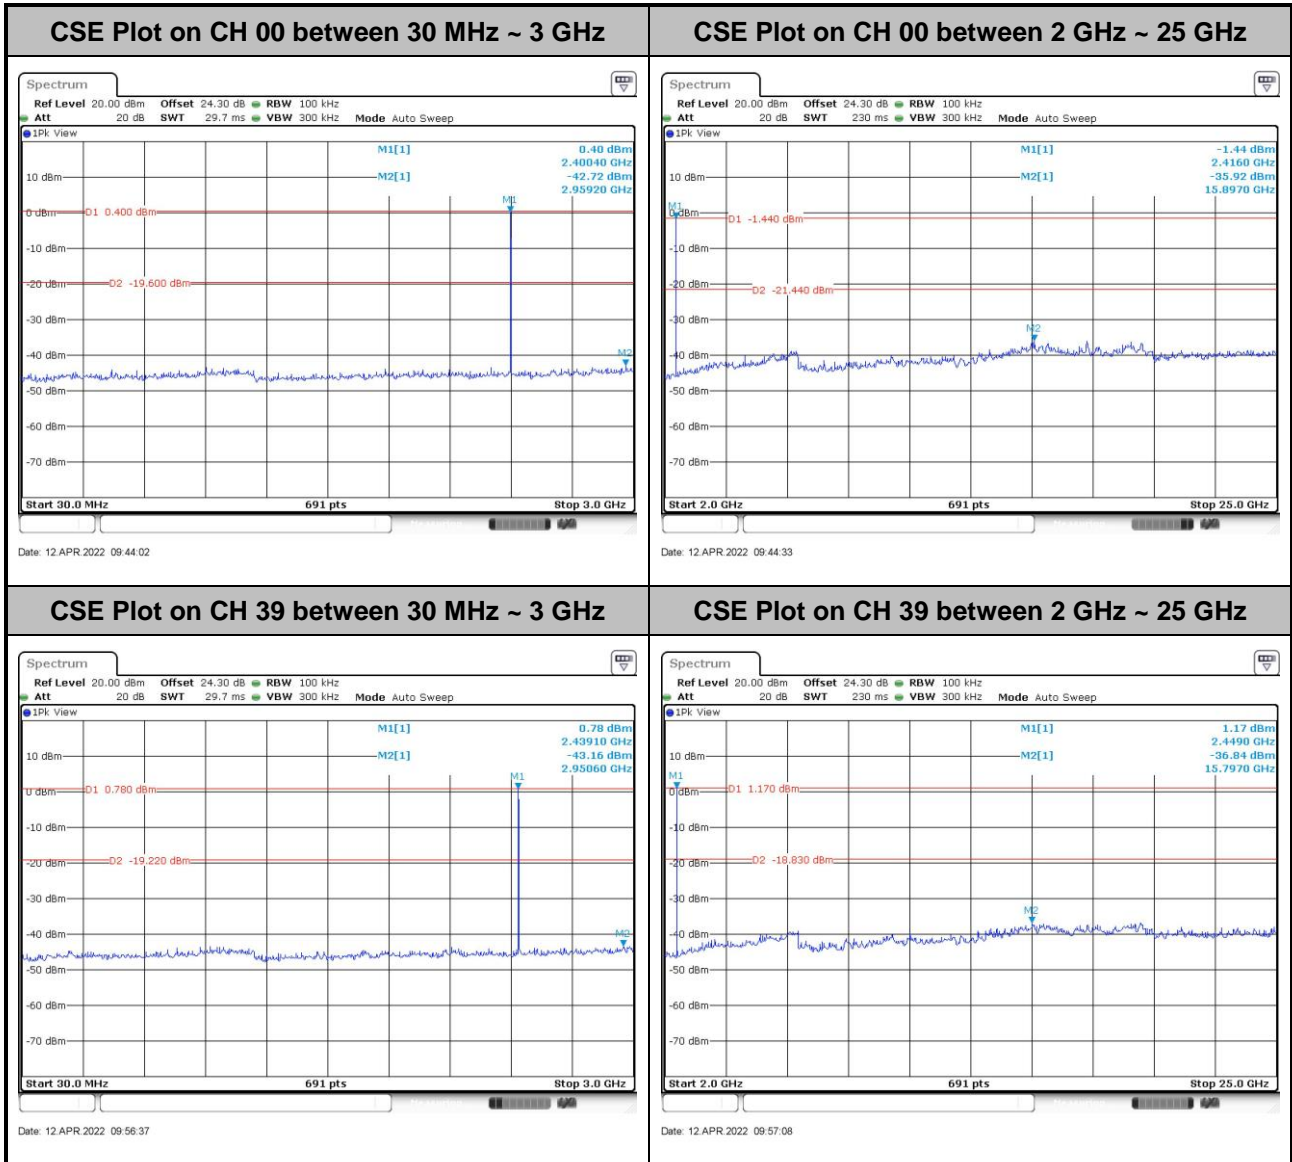 CSE Plot on CH 00 between 30 MHz ~ 3 GHz
CSE Plot on CH 00 between 2 GHz ~ 25 GHz
Spectrum
Ref Level 20.00 dBm Offset 24.30 dB RBW 100 kHz
Att 20 dB SWT 29.7 ms VBW 300 kHz Mode Auto Sweep
1Pk View
M1[1] 0.40 dBm
2.40040 GHz
10 dBm M2[1] -42.72 dBm
2.95920 GHz
M1
0 dBm D1 0.400 dBm
-10 dBm
-20 dBm D2 -19.600 dBm
-30 dBm
-40 dBm
M2
-50 dBm
-60 dBm
-70 dBm
Start 30.0 MHz 691 pts Stop 3.0 GHz
Date: 12.APR.2022 09:44:02
Spectrum
Ref Level 20.00 dBm Offset 24.30 dB RBW 100 kHz
Att 20 dB SWT 230 ms VBW 300 kHz Mode Auto Sweep
1Pk View
M1[1] -1.44 dBm
2.4160 GHz
10 dBm M2[1] -35.92 dBm
15.8970 GHz
M1
0 dBm
D1 -1.440 dBm
-10 dBm
-20 dBm
D2 -21.440 dBm
-30 dBm
M2
-40 dBm
-50 dBm
-60 dBm
-70 dBm
Start 2.0 GHz 691 pts Stop 25.0 GHz
Date: 12.APR.2022 09:44:33
CSE Plot on CH 39 between 30 MHz ~ 3 GHz
CSE Plot on CH 39 between 2 GHz ~ 25 GHz
Spectrum
Ref Level 20.00 dBm Offset 24.30 dB RBW 100 kHz
Att 20 dB SWT 29.7 ms VBW 300 kHz Mode Auto Sweep
1Pk View
M1[1] 0.78 dBm
2.43910 GHz
10 dBm M2[1] -43.16 dBm
2.95060 GHz
M1
0 dBm D1 0.780 dBm
-10 dBm
-20 dBm D2 -19.220 dBm
-30 dBm
-40 dBm
M2
-50 dBm
-60 dBm
-70 dBm
Start 30.0 MHz 691 pts Stop 3.0 GHz
Date: 12.APR.2022 09:56:37
Spectrum
Ref Level 20.00 dBm Offset 24.30 dB RBW 100 kHz
Att 20 dB SWT 230 ms VBW 300 kHz Mode Auto Sweep
1Pk View
M1[1] 1.17 dBm
2.4490 GHz
10 dBm M2[1] -36.84 dBm
15.7970 GHz
M1
0 dBm D1 1.170 dBm
-10 dBm
-20 dBm D2 -18.830 dBm
-30 dBm
M2
-40 dBm
-50 dBm
-60 dBm
-70 dBm
Start 2.0 GHz 691 pts Stop 25.0 GHz
Date: 12.APR.2022 09:57:08